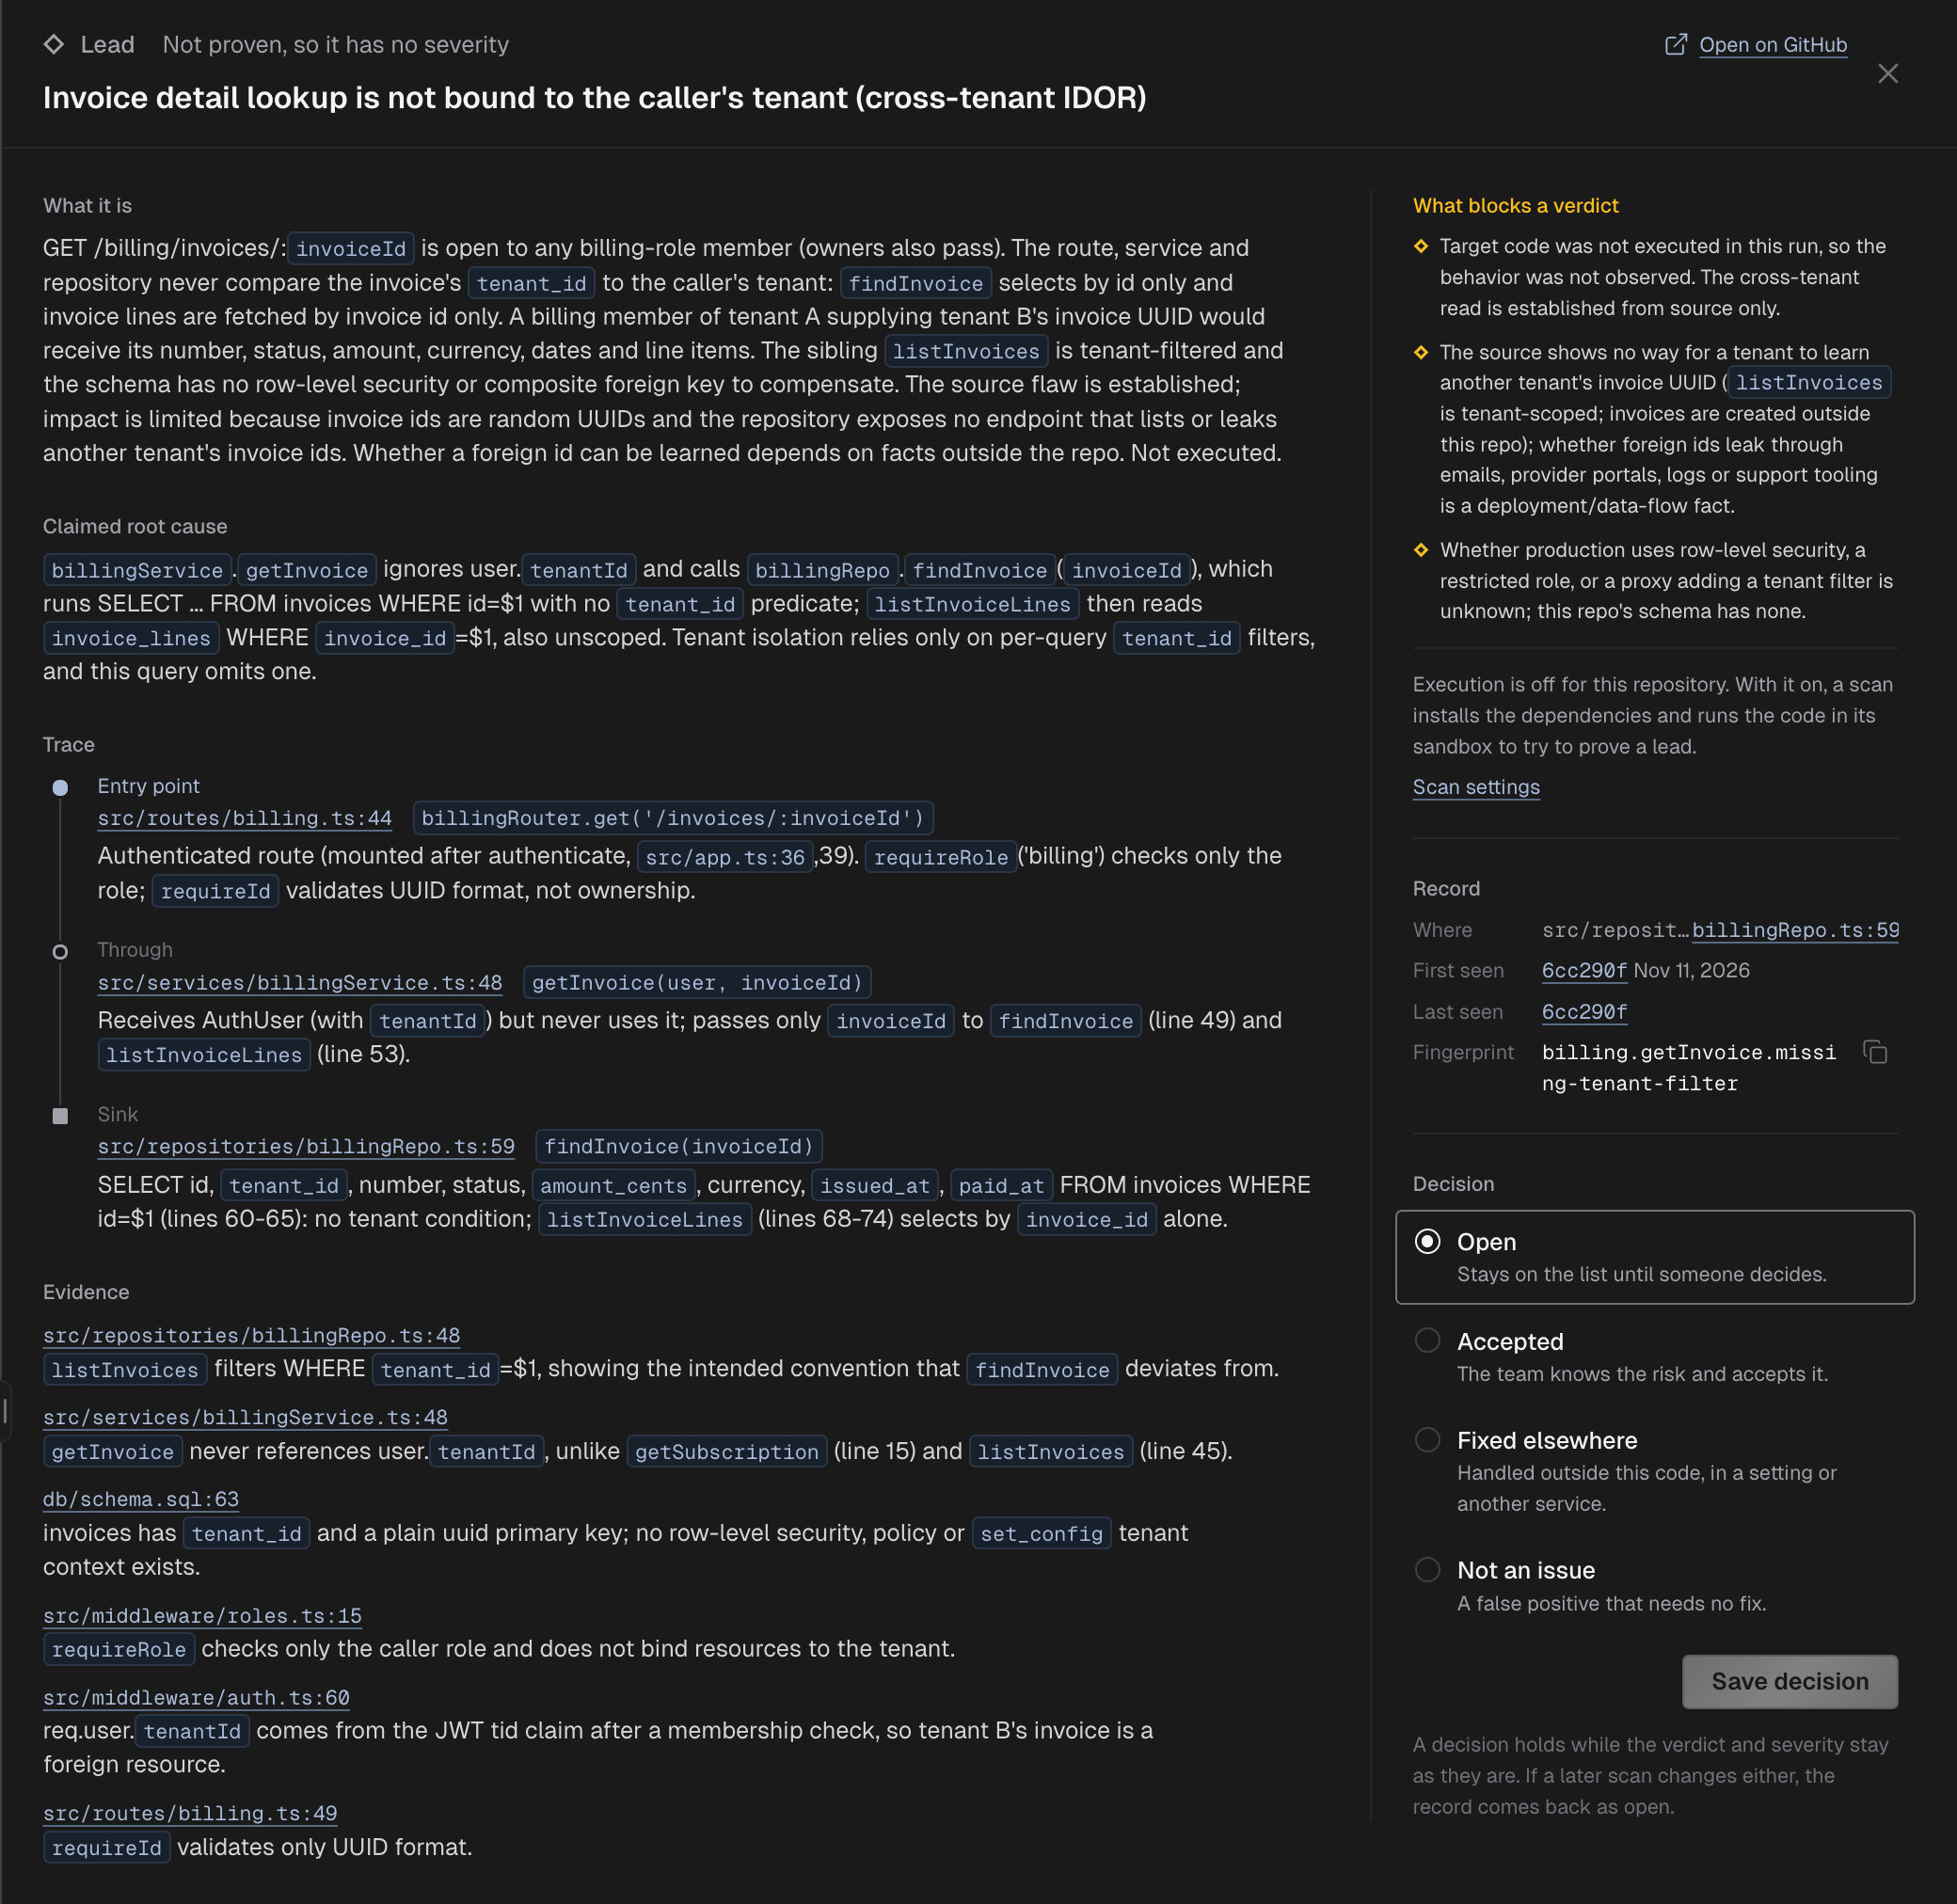 Lead Not proven, so it has no severity
Open on GitHub
Invoice detail lookup is not bound to the caller's tenant (cross-tenant IDOR)
What it is
GET /billing/invoices/:invoiceId is open to any billing-role member (owners also pass). The route, service and
repository never compare the invoice's tenant_id to the caller's tenant: findInvoice selects by id only and
invoice lines are fetched by invoice id only. A billing member of tenant A supplying tenant B's invoice UUID would
receive its number, status, amount, currency, dates and line items. The sibling listInvoices is tenant-filtered and
the schema has no row-level security or composite foreign key to compensate. The source flaw is established;
impact is limited because invoice ids are random UUIDs and the repository exposes no endpoint that lists or leaks
another tenant's invoice ids. Whether a foreign id can be learned depends on facts outside the repo. Not executed.
Claimed root cause
billingService.getInvoice ignores user.tenantId and calls billingRepo.findInvoice(invoiceId), which
runs SELECT … FROM invoices WHERE id=$1 with no tenant_id predicate; listInvoiceLines then reads
invoice_lines WHERE invoice_id=$1, also unscoped. Tenant isolation relies only on per-query tenant_id filters,
and this query omits one.
Trace
Entry point
src/routes/billing.ts:44 billingRouter.get('/invoices/:invoiceId')
Authenticated route (mounted after authenticate, src/app.ts:36,39). requireRole('billing') checks only the
role; requireId validates UUID format, not ownership.
Through
src/services/billingService.ts:48 getInvoice(user, invoiceId)
Receives AuthUser (with tenantId) but never uses it; passes only invoiceId to findInvoice (line 49) and
listInvoiceLines (line 53).
Sink
src/repositories/billingRepo.ts:59 findInvoice(invoiceId)
SELECT id, tenant_id, number, status, amount_cents, currency, issued_at, paid_at FROM invoices WHERE
id=$1 (lines 60-65): no tenant condition; listInvoiceLines (lines 68-74) selects by invoice_id alone.
Evidence
src/repositories/billingRepo.ts:48
listInvoices filters WHERE tenant_id=$1, showing the intended convention that findInvoice deviates from.
src/services/billingService.ts:48
getInvoice never references user.tenantId, unlike getSubscription (line 15) and listInvoices (line 45).
db/schema.sql:63
invoices has tenant_id and a plain uuid primary key; no row-level security, policy or set_config tenant
context exists.
src/middleware/roles.ts:15
requireRole checks only the caller role and does not bind resources to the tenant.
src/middleware/auth.ts:60
req.user.tenantId comes from the JWT tid claim after a membership check, so tenant B's invoice is a
foreign resource.
src/routes/billing.ts:49
requireId validates only UUID format.
What blocks a verdict
Target code was not executed in this run, so the
behavior was not observed. The cross-tenant
read is established from source only.
The source shows no way for a tenant to learn
another tenant's invoice UUID (listInvoices
is tenant-scoped; invoices are created outside
this repo); whether foreign ids leak through
emails, provider portals, logs or support tooling
is a deployment/data-flow fact.
Whether production uses row-level security, a
restricted role, or a proxy adding a tenant filter is
unknown; this repo's schema has none.
Execution is off for this repository. With it on, a scan
installs the dependencies and runs the code in its
sandbox to try to prove a lead.
Scan settings
Record
Where src/reposit…billingRepo.ts:59
First seen 6cc290f Nov 11, 2026
Last seen 6cc290f
Fingerprint billing.getInvoice.missi
ng-tenant-filter
Decision
Open
Stays on the list until someone decides.
Accepted
The team knows the risk and accepts it.
Fixed elsewhere
Handled outside this code, in a setting or
another service.
Not an issue
A false positive that needs no fix.
Save decision
A decision holds while the verdict and severity stay
as they are. If a later scan changes either, the
record comes back as open.